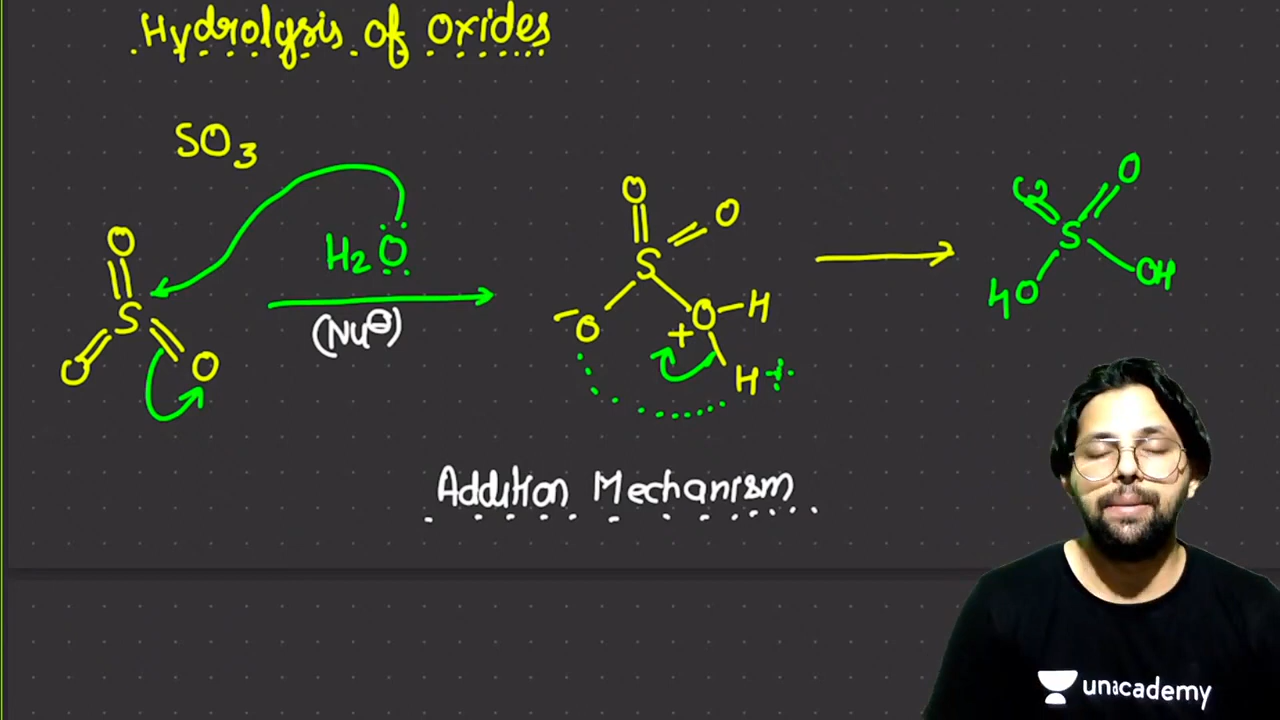 Hydrolysis of oxides
SO3
H2O
(Nu⊖)
O
S
O O
O
O
S
−O
O−H
+
H+
O
O
S
HO
OH
Addition Mechanism
unacademy